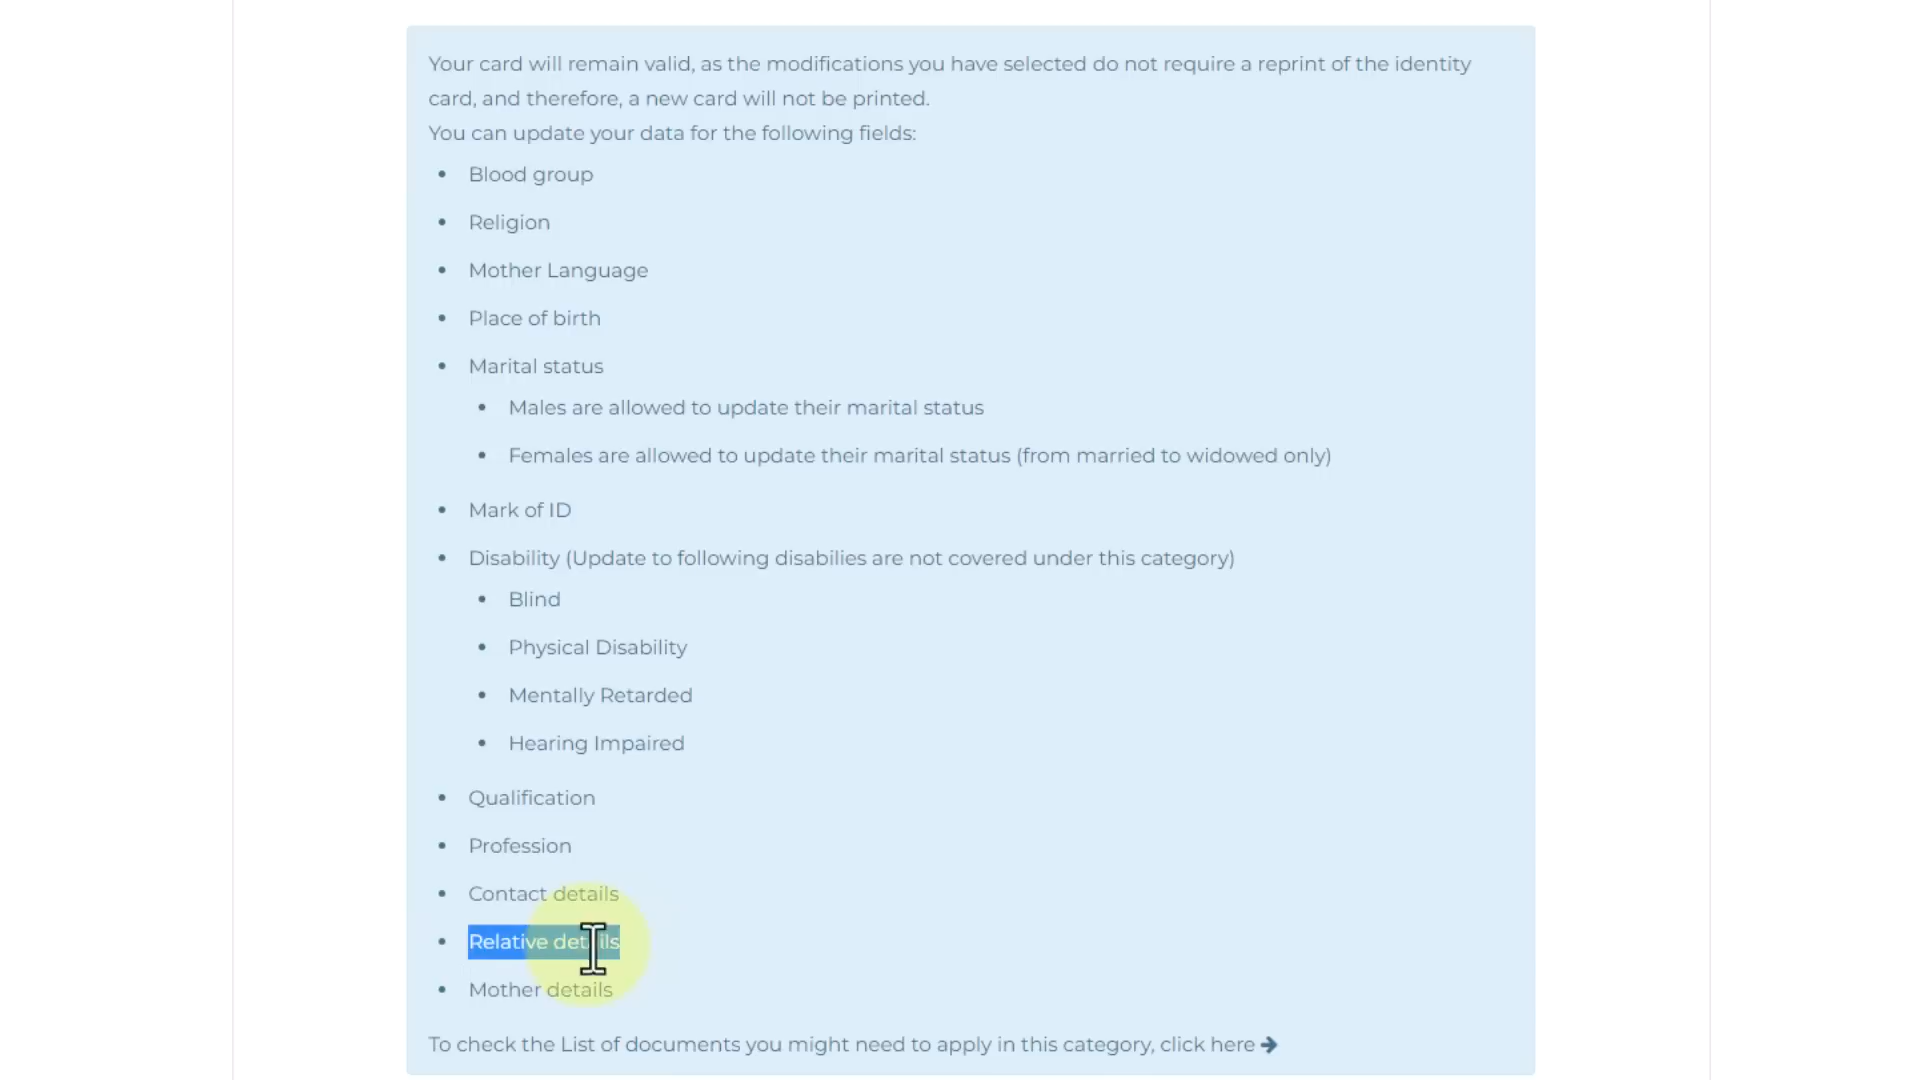 Your card will remain valid, as the modifications you have selected do not require a reprint of the identity
card, and therefore, a new card will not be printed.
You can update your data for the following fields:
• Blood group
• Religion
• Mother Language
• Place of birth
• Marital status
• Males are allowed to update their marital status
• Females are allowed to update their marital status (from married to widowed only)
• Mark of ID
• Disability (Update to following disabilies are not covered under this category)
• Blind
• Physical Disability
• Mentally Retarded
• Hearing Impaired
• Qualification
• Profession
• Contact details
• Relative details
• Mother details
To check the List of documents you might need to apply in this category, click here →